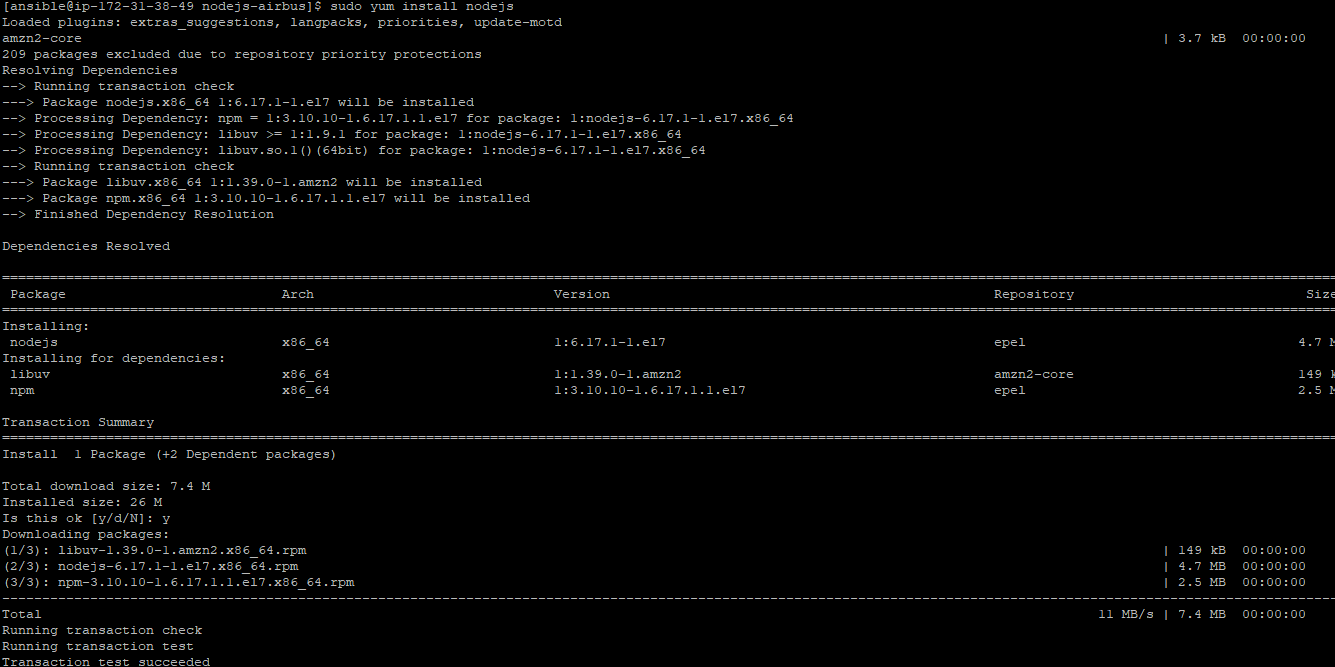 [ansible@ip-172-31-38-49 nodejs-airbus]$ sudo yum install nodejs
Loaded plugins: extras_suggestions, langpacks, priorities, update-motd
amzn2-core | 3.7 kB 00:00:00
209 packages excluded due to repository priority protections
Resolving Dependencies
--> Running transaction check
---> Package nodejs.x86_64 1:6.17.1-1.el7 will be installed
--> Processing Dependency: npm = 1:3.10.10-1.6.17.1.1.el7 for package: 1:nodejs-6.17.1-1.el7.x86_64
--> Processing Dependency: libuv >= 1:1.9.1 for package: 1:nodejs-6.17.1-1.el7.x86_64
--> Processing Dependency: libuv.so.1()(64bit) for package: 1:nodejs-6.17.1-1.el7.x86_64
--> Running transaction check
---> Package libuv.x86_64 1:1.39.0-1.amzn2 will be installed
---> Package npm.x86_64 1:3.10.10-1.6.17.1.1.el7 will be installed
--> Finished Dependency Resolution
Dependencies Resolved
Package Arch Version Repository Size
Installing:
nodejs x86_64 1:6.17.1-1.el7 epel 4.7 M
Installing for dependencies:
libuv x86_64 1:1.39.0-1.amzn2 amzn2-core 149 k
npm x86_64 1:3.10.10-1.6.17.1.1.el7 epel 2.5 M
Transaction Summary
Install 1 Package (+2 Dependent packages)
Total download size: 7.4 M
Installed size: 26 M
Is this ok [y/d/N]: y
Downloading packages:
(1/3): libuv-1.39.0-1.amzn2.x86_64.rpm | 149 kB 00:00:00
(2/3): nodejs-6.17.1-1.el7.x86_64.rpm | 4.7 MB 00:00:00
(3/3): npm-3.10.10-1.6.17.1.1.el7.x86_64.rpm | 2.5 MB 00:00:00
Total 11 MB/s | 7.4 MB 00:00:00
Running transaction check
Running transaction test
Transaction test succeeded